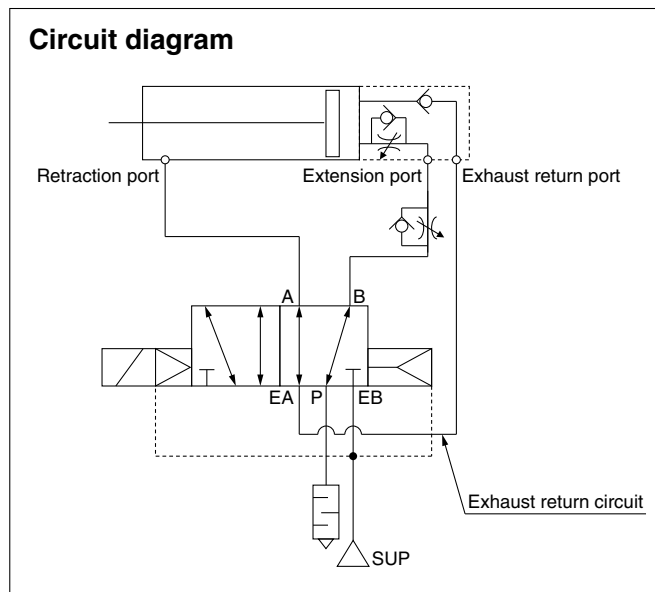 Circuit diagram
Retraction port
Extension port
Exhaust return port
A
B
EA
P
EB
Exhaust return circuit
SUP